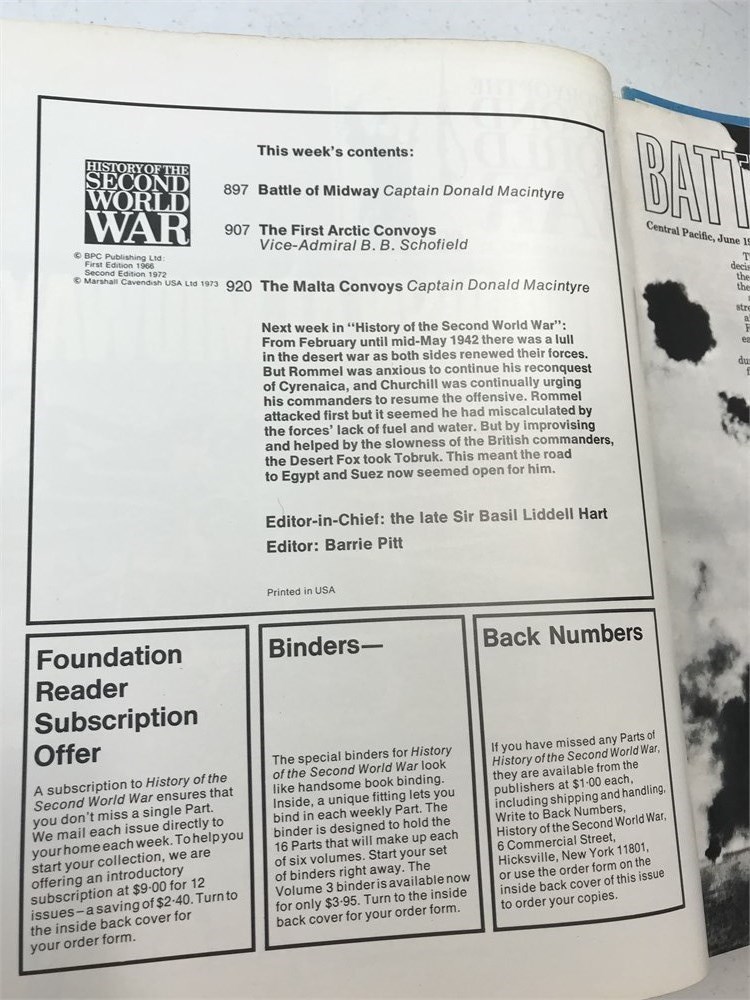 This week's contents:
HISTORY OF THE
SECOND
WORLD
WAR
© BPC Publishing Ltd:
First Edition 1966
Second Edition 1972
© Marshall Cavendish USA Ltd 1973
897 Battle of Midway Captain Donald Macintyre
907 The First Arctic Convoys
Vice-Admiral B. B. Schofield
920 The Malta Convoys Captain Donald Macintyre
Next week in "History of the Second World War":
From February until mid-May 1942 there was a lull
in the desert war as both sides renewed their forces.
But Rommel was anxious to continue his reconquest
of Cyrenaica, and Churchill was continually urging
his commanders to resume the offensive. Rommel
attacked first but it seemed he had miscalculated by
the forces' lack of fuel and water. But by improvising
and helped by the slowness of the British commanders,
the Desert Fox took Tobruk. This meant the road
to Egypt and Suez now seemed open for him.
Editor-in-Chief: the late Sir Basil Liddell Hart
Editor: Barrie Pitt
Printed in USA
Foundation
Reader
Subscription
Offer
A subscription to History of the
Second World War ensures that
you don't miss a single Part.
We mail each issue directly to
your home each week. To help you
start your collection, we are
offering an introductory
subscription at $9·00 for 12
issues—a saving of $2·40. Turn to
the inside back cover for
your order form.
Binders—
The special binders for History
of the Second World War look
like handsome book binding.
Inside, a unique fitting lets you
bind in each weekly Part. The
binder is designed to hold the
16 Parts that will make up each
of six volumes. Start your set
of binders right away. The
Volume 3 binder is available now
for only $3·95. Turn to the inside
back cover for your order form.
Back Numbers
If you have missed any Parts of
History of the Second World War,
they are available from the
publishers at $1·00 each,
including shipping and handling.
Write to Back Numbers,
History of the Second World War,
6 Commercial Street,
Hicksville, New York 11801,
or use the order form on the
inside back cover of this issue
to order your copies.
BATT
Central Pacific, June 19
decis
the
the
stre